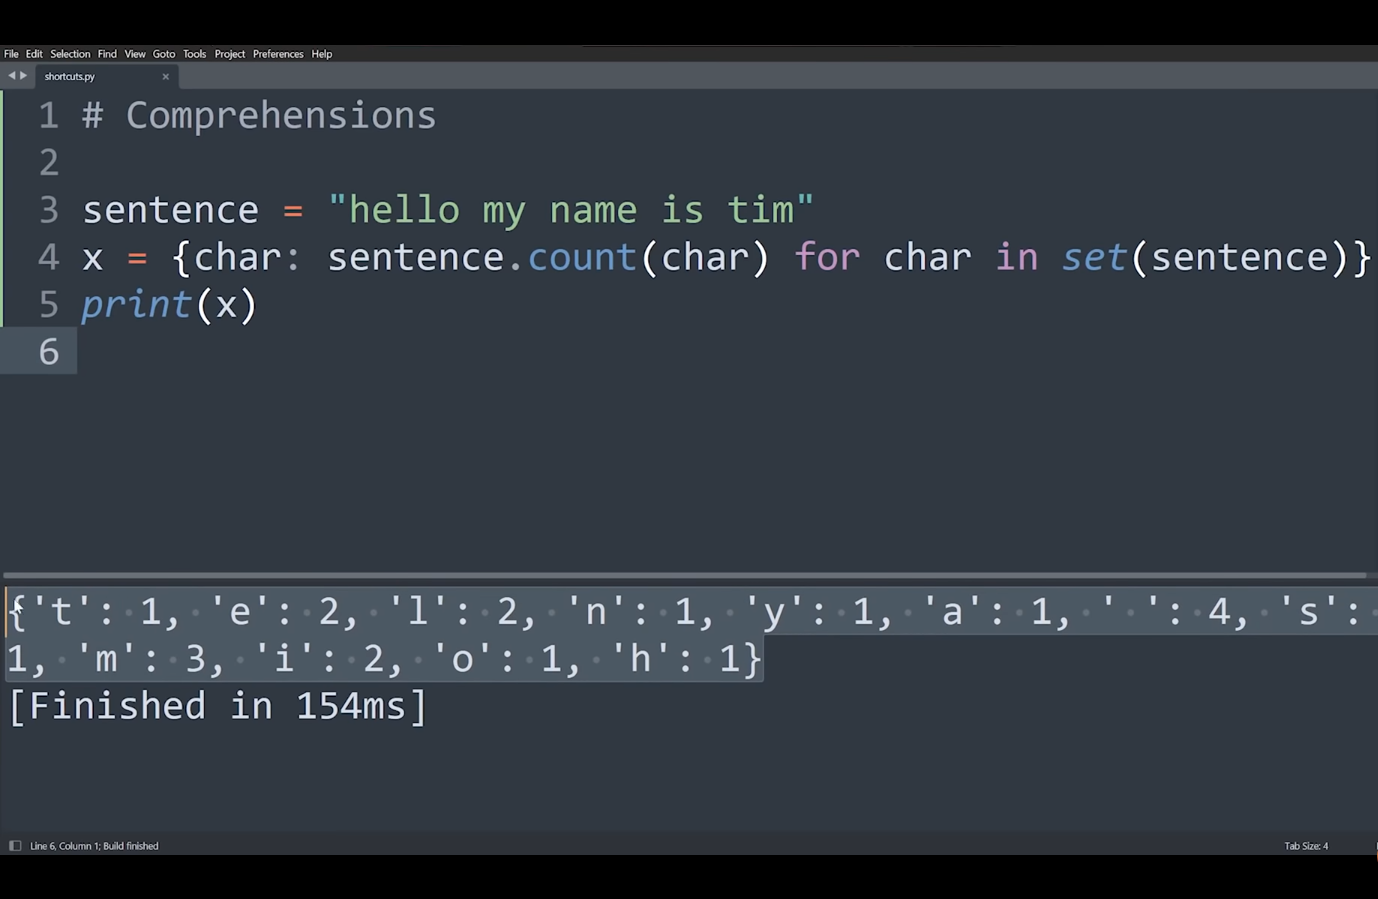 File Edit Selection Find View Goto Tools Project Preferences Help
shortcuts.py ×
1 # Comprehensions
2
3 sentence = "hello my name is tim"
4 x = {char: sentence.count(char) for char in set(sentence)}
5 print(x)
6
{'t': 1, 'e': 2, 'l': 2, 'n': 1, 'y': 1, 'a': 1, ' ': 4, 's':
1, 'm': 3, 'i': 2, 'o': 1, 'h': 1}
[Finished in 154ms]
Line 6, Column 1; Build finished Tab Size: 4